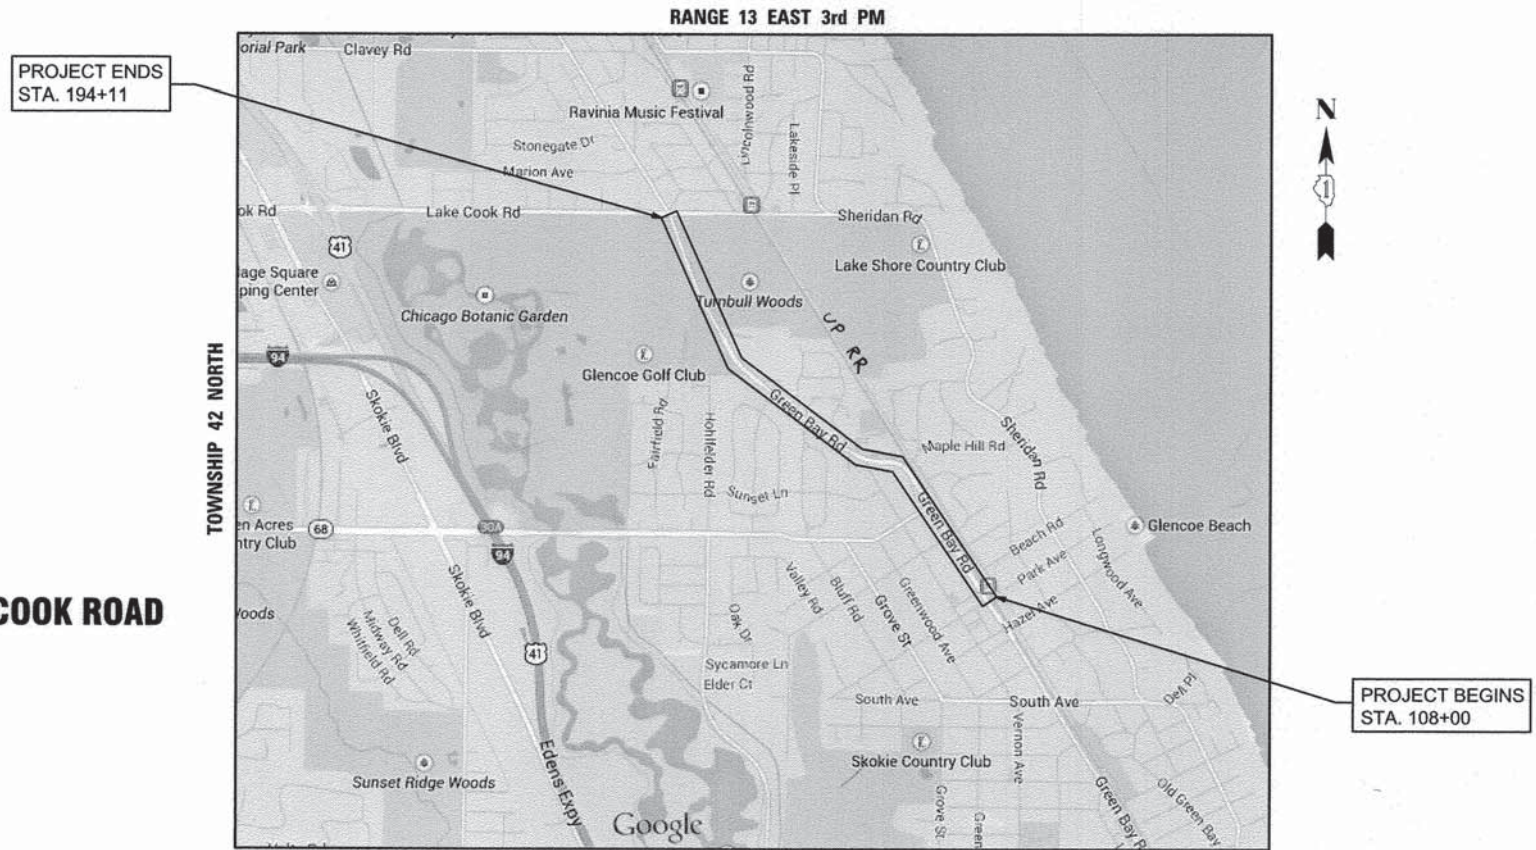 RANGE 13 EAST 3rd PM
PROJECT ENDS
STA. 194+11
orial Park
Clavey Rd
Ravinia Music Festival
Lincolnwood Rd
Lakeside Pl
Stonegate Dr
Marion Ave
N
1
ok Rd
Lake Cook Rd
Sheridan Rd
41
Lake Shore Country Club
lage Square
ping Center
Chicago Botanic Garden
Turnbull Woods
UP RR
TOWNSHIP 42 NORTH
94
Glencoe Golf Club
Skokie Blvd
Fairfield Rd
Hohlfelder Rd
Green Bay Rd
Maple Hill Rd
Sheridan Rd
Sunset Ln
Green Bay Rd
en Acres
ntry Club
68
30A
94
Beach Rd
Park Ave
Longwood Ave
Glencoe Beach
COOK ROAD
Skokie Blvd
Valley Rd
Bluff Rd
Grove St
Greenwood Ave
Hazel Ave
Woods
Dell Rd
Midway Rd
Whitfield Rd
Oak Dr
41
Sycamore Ln
Elder Ct
South Ave
South Ave
Dell Pl
PROJECT BEGINS
STA. 108+00
Vernon Ave
Skokie Country Club
Sunset Ridge Woods
Edens Expy
Google
Grove St
Green
Green Bay R
Old Green Bay